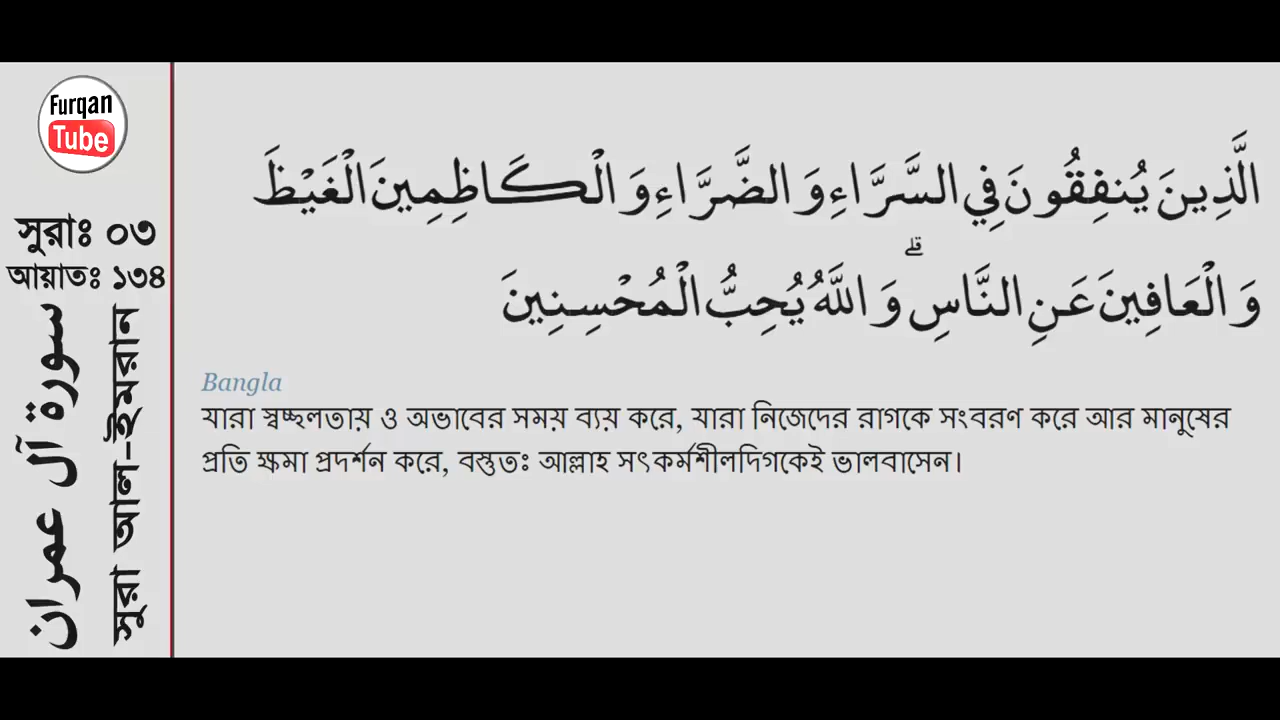 Furqan
Tube
সুরাঃ ০৩
আয়াতঃ ১৩৪
سورة آل عمران
সুরা আল-ইমরান
الَّذِينَ يُنفِقُونَ فِي السَّرَّاءِ وَالضَّرَّاءِ وَالْكَاظِمِينَ الْغَيْظَ
وَالْعَافِينَ عَنِ النَّاسِ ۗ وَاللَّهُ يُحِبُّ الْمُحْسِنِينَ
Bangla
যারা স্বচ্ছলতায় ও অভাবের সময় ব্যয় করে, যারা নিজেদের রাগকে সংবরণ করে আর মানুষের
প্রতি ক্ষমা প্রদর্শন করে, বস্তুতঃ আল্লাহ সৎকর্মশীলদিগকেই ভালবাসেন।